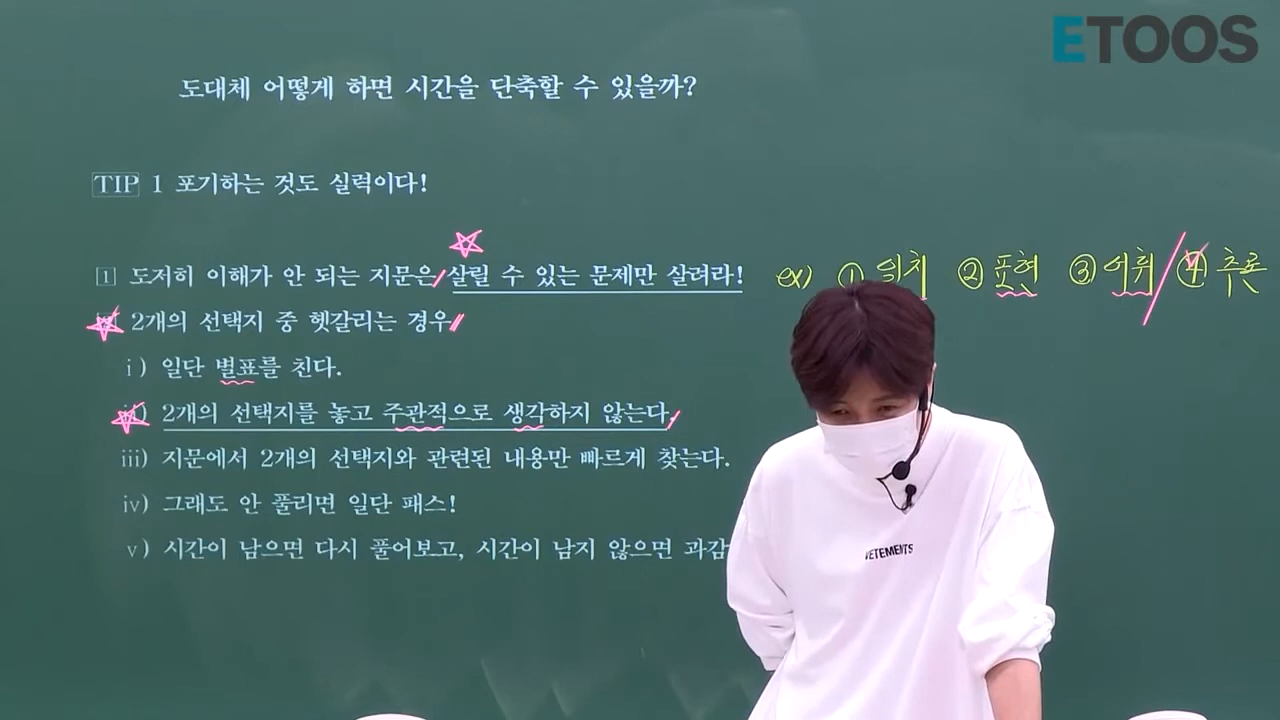 ETOOS
도대체 어떻게 하면 시간을 단축할 수 있을까?
TIP 1 포기하는 것도 실력이다!
1 도저히 이해가 안 되는 지문은 살릴 수 있는 문제만 살려라! ex) ① 일치 ② 표현 ③ 어휘 ④ 추론
2개의 선택지 중 헷갈리는 경우
i) 일단 별표를 친다.
ii) 2개의 선택지를 놓고 주관적으로 생각하지 않는다.
iii) 지문에서 2개의 선택지와 관련된 내용만 빠르게 찾는다.
iv) 그래도 안 풀리면 일단 패스!
v) 시간이 남으면 다시 풀어보고, 시간이 남지 않으면 과감
VETEMENTS